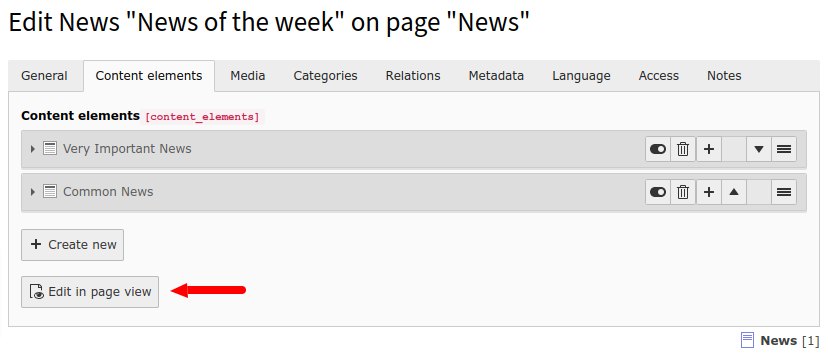 Edit News "News of the week" on page "News"
General Content elements Media Categories Relations Metadata Language Access Notes
Content elements [content_elements]
Very Important News
Common News
+ Create new
Edit in page view
News [1]